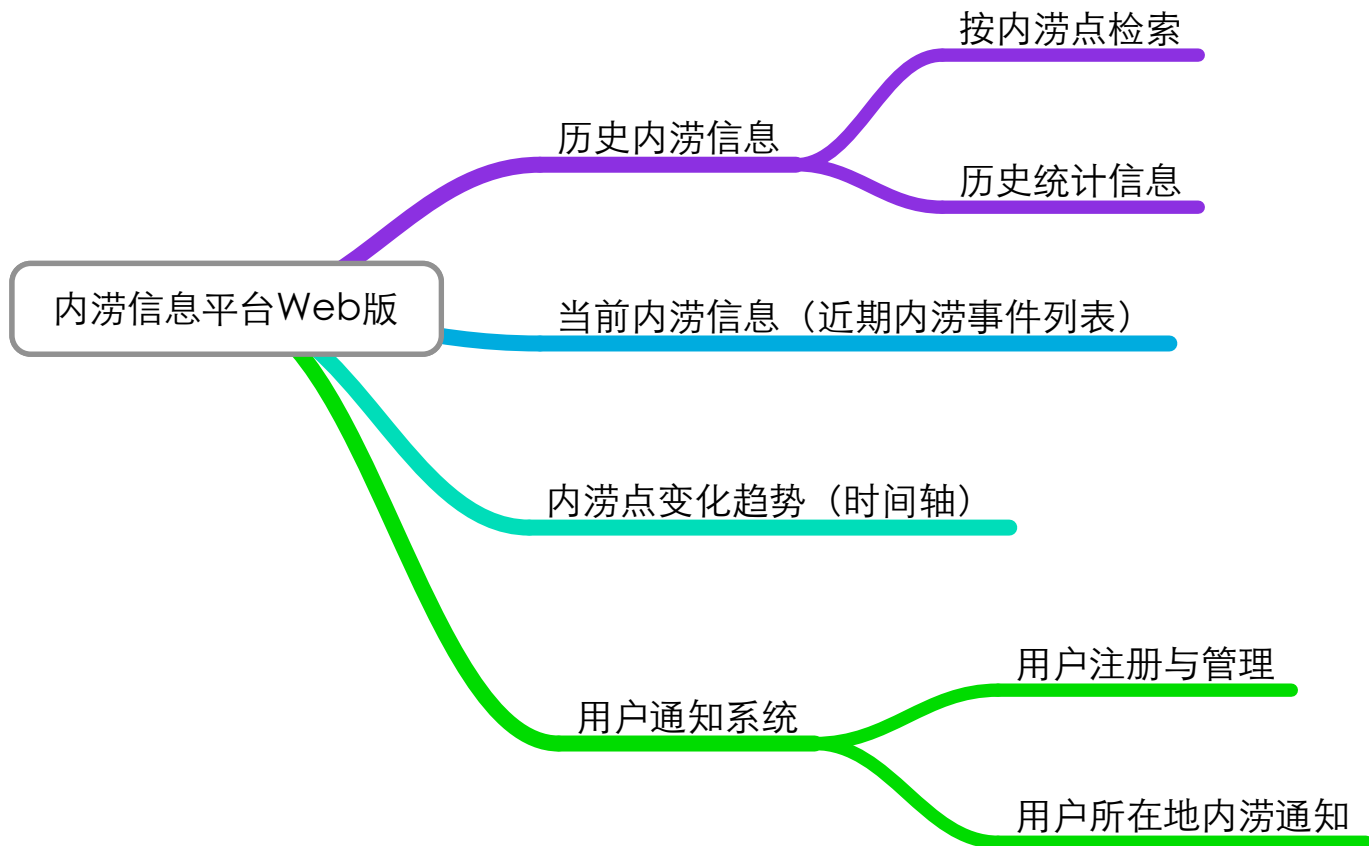 内涝信息平台Web版
历史内涝信息
按内涝点检索
历史统计信息
当前内涝信息（近期内涝事件列表）
内涝点变化趋势（时间轴）
用户通知系统
用户注册与管理
用户所在地内涝通知